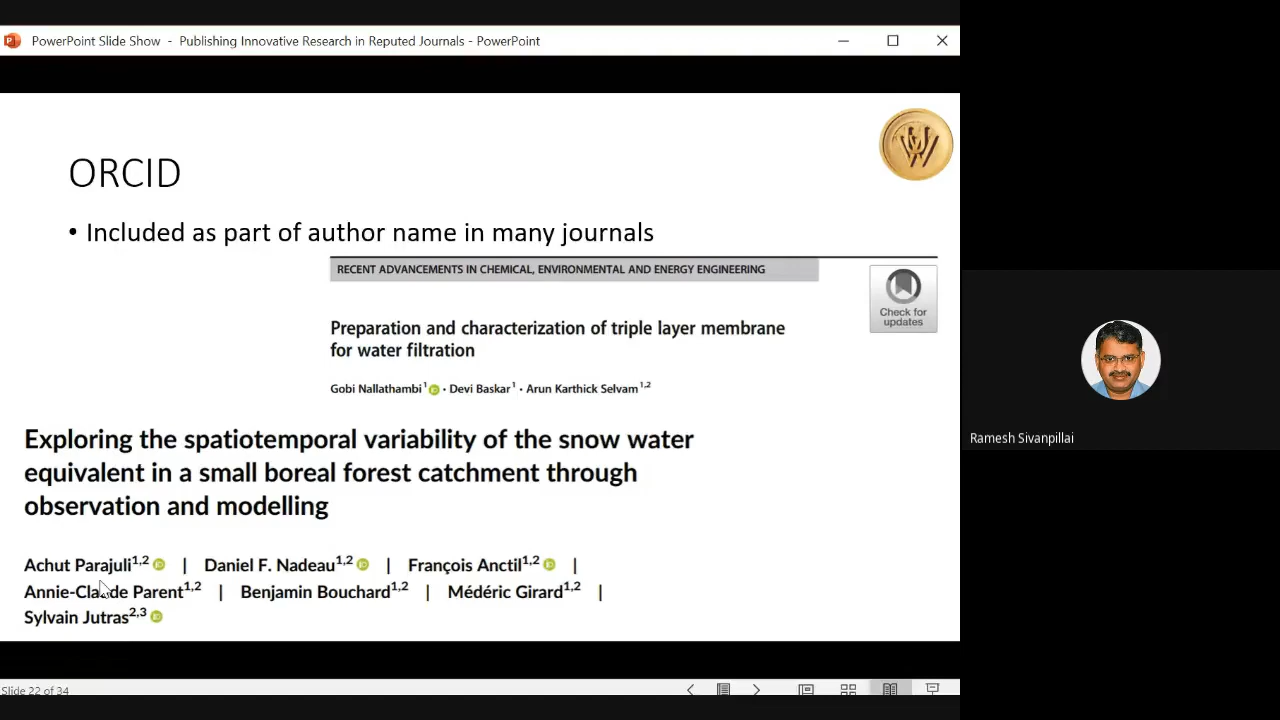 PowerPoint Slide Show - Publishing Innovative Research in Reputed Journals - PowerPoint
ORCID
• Included as part of author name in many journals
RECENT ADVANCEMENTS IN CHEMICAL, ENVIRONMENTAL AND ENERGY ENGINEERING
Check for
updates
Preparation and characterization of triple layer membrane
for water filtration
Gobi Nallathambi¹ iD · Devi Baskar¹ · Arun Karthick Selvam¹,²
Exploring the spatiotemporal variability of the snow water
equivalent in a small boreal forest catchment through
observation and modelling
Achut Parajuli¹,² iD | Daniel F. Nadeau¹,² iD | François Anctil¹,² iD |
Annie-Claude Parent¹,² | Benjamin Bouchard¹,² | Médéric Girard¹,² |
Sylvain Jutras²,³ iD
Ramesh Sivanpillai
Slide 22 of 34